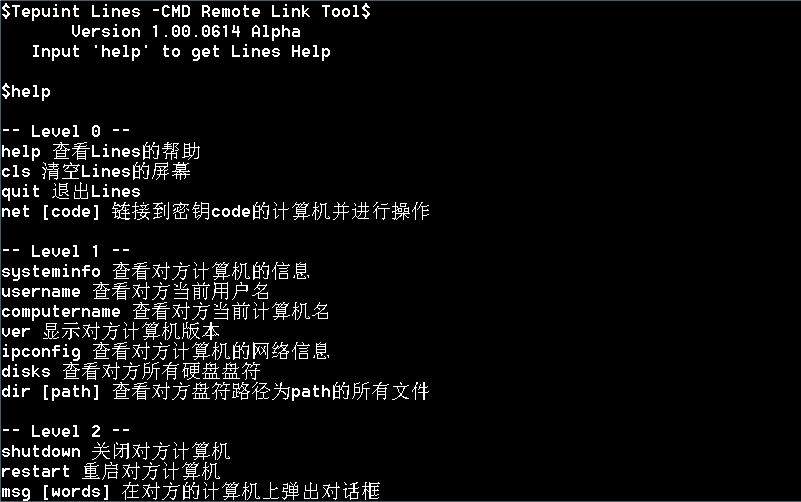 $Tepuint Lines -CMD Remote Link Tool$
Version 1.00.0614 Alpha
Input 'help' to get Lines Help
$help
-- Level 0 --
help 查看Lines的帮助
cls 清空Lines的屏幕
quit 退出Lines
net [code] 链接到密钥code的计算机并进行操作
-- Level 1 --
systeminfo 查看对方计算机的信息
username 查看对方当前用户名
computername 查看对方当前计算机名
ver 显示对方计算机版本
ipconfig 查看对方计算机的网络信息
disks 查看对方所有硬盘盘符
dir [path] 查看对方盘符路径为path的所有文件
-- Level 2 --
shutdown 关闭对方计算机
restart 重启对方计算机
msg [words] 在对方的计算机上弹出对话框